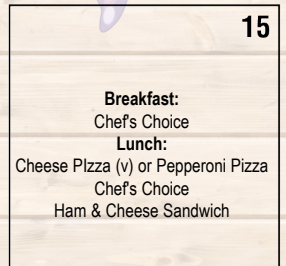 15
Breakfast:
Chef's Choice
Lunch:
Cheese PIzza (v) or Pepperoni Pizza
Chef's Choice
Ham & Cheese Sandwich